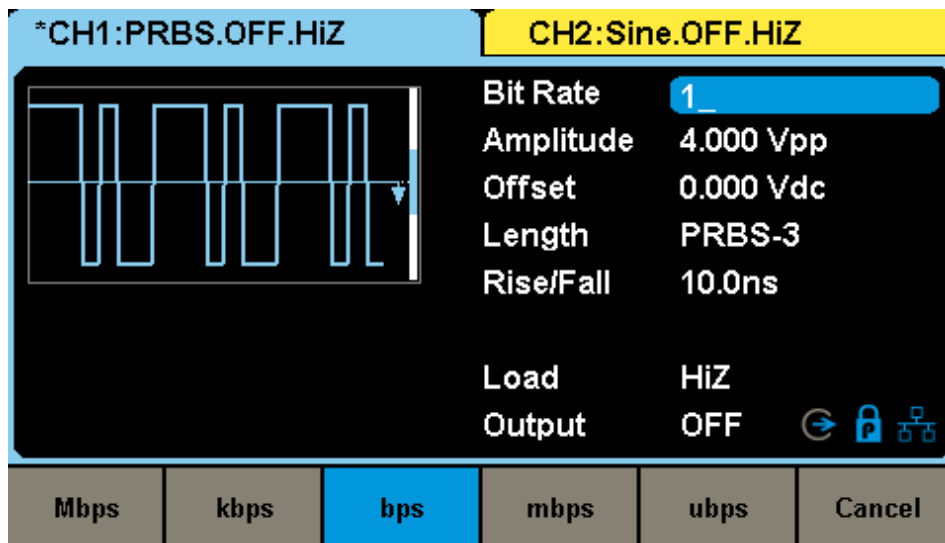 *CH1:PRBS.OFF.HiZ CH2:Sine.OFF.HiZ
Bit Rate 1_
Amplitude 4.000 Vpp
Offset 0.000 Vdc
Length PRBS-3
Rise/Fall 10.0ns
Load HiZ
Output OFF P
Mbps kbps bps mbps ubps Cancel